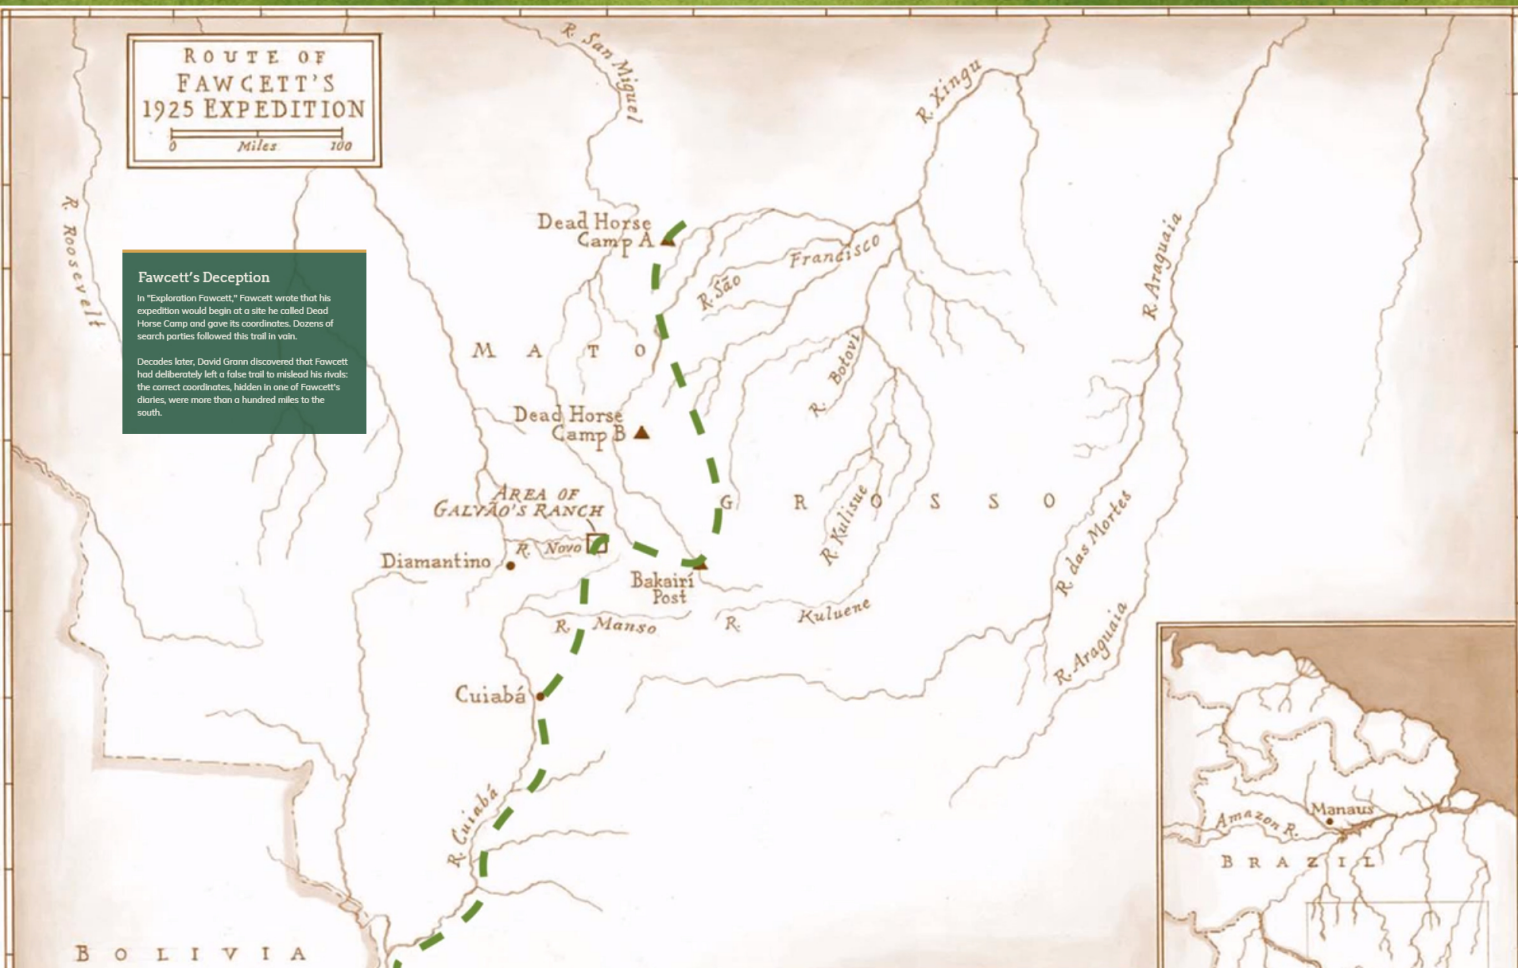 ROUTE OF
FAWCETT'S
1925 EXPEDITION
0 Miles 100
R. San Miguel
R. Xingu
R. Roosevelt
Dead Horse
Camp A
R. São Francisco
R. Araguaia
Fawcett's Deception
In "Exploration Fawcett," Fawcett wrote that his
expedition would begin at a site he called Dead
Horse Camp and gave its coordinates. Dozens of
search parties followed this trail in vain.
Decades later, David Grann discovered that Fawcett
had deliberately left a false trail to mislead his rivals:
the correct coordinates, hidden in one of Fawcett's
diaries, were more than a hundred miles to the
south.
MATO
R. Botovi
Dead Horse
Camp B
AREA OF
GALVÃO'S RANCH
GROSSO
R. Kulisue
R. das Mortes
Diamantino
R. Novo
Bakairí
Post
R. Manso
R. Kuluene
R. Araguaia
Cuiabá
R. Cuiabá
Manaus
Amazon R.
BRAZIL
BOLIVIA